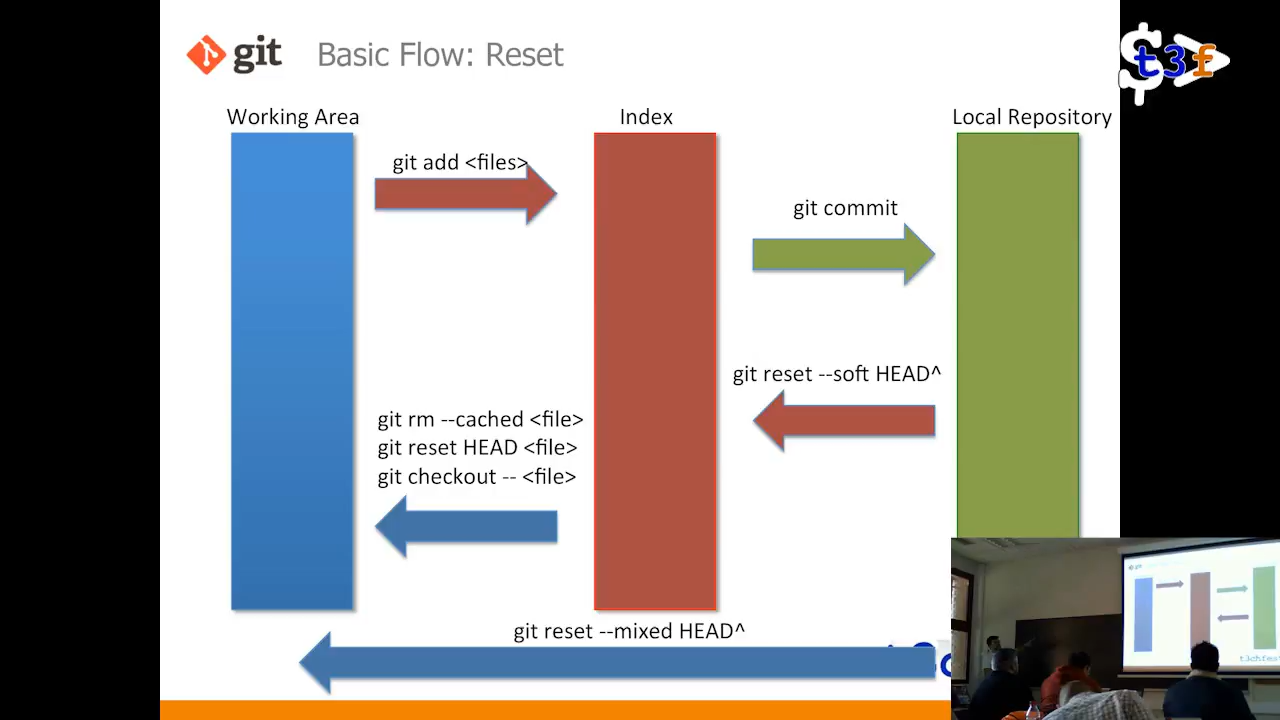 git
Basic Flow: Reset
t3f
Working Area
Index
Local Repository
git add <files>
git commit
git reset --soft HEAD^
git rm --cached <file>
git reset HEAD <file>
git checkout -- <file>
git reset --mixed HEAD^
git